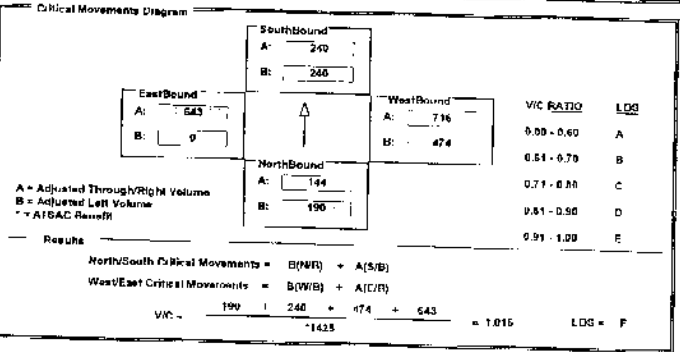 Critical Movements Diagram
SouthBound
A: 240
B: 240
EastBound
A: 643
B: 0
WestBound
A: 716
B: 474
NorthBound
A: 144
B: 190
V/C RATIO LOS
0.00 - 0.60 A
0.61 - 0.70 B
0.71 - 0.80 C
0.81 - 0.90 D
0.91 - 1.00 E
A = Adjusted Through/Right Volume
B = Adjusted Left Volume
* = ATSAC Benefit
Results
North/South Critical Movements = B(N/B) + A(S/B)
West/East Critical Movements = B(W/B) + A(E/B)
190 + 240 + 474 + 643
V/C = = 1.015 LOS = F
*1425